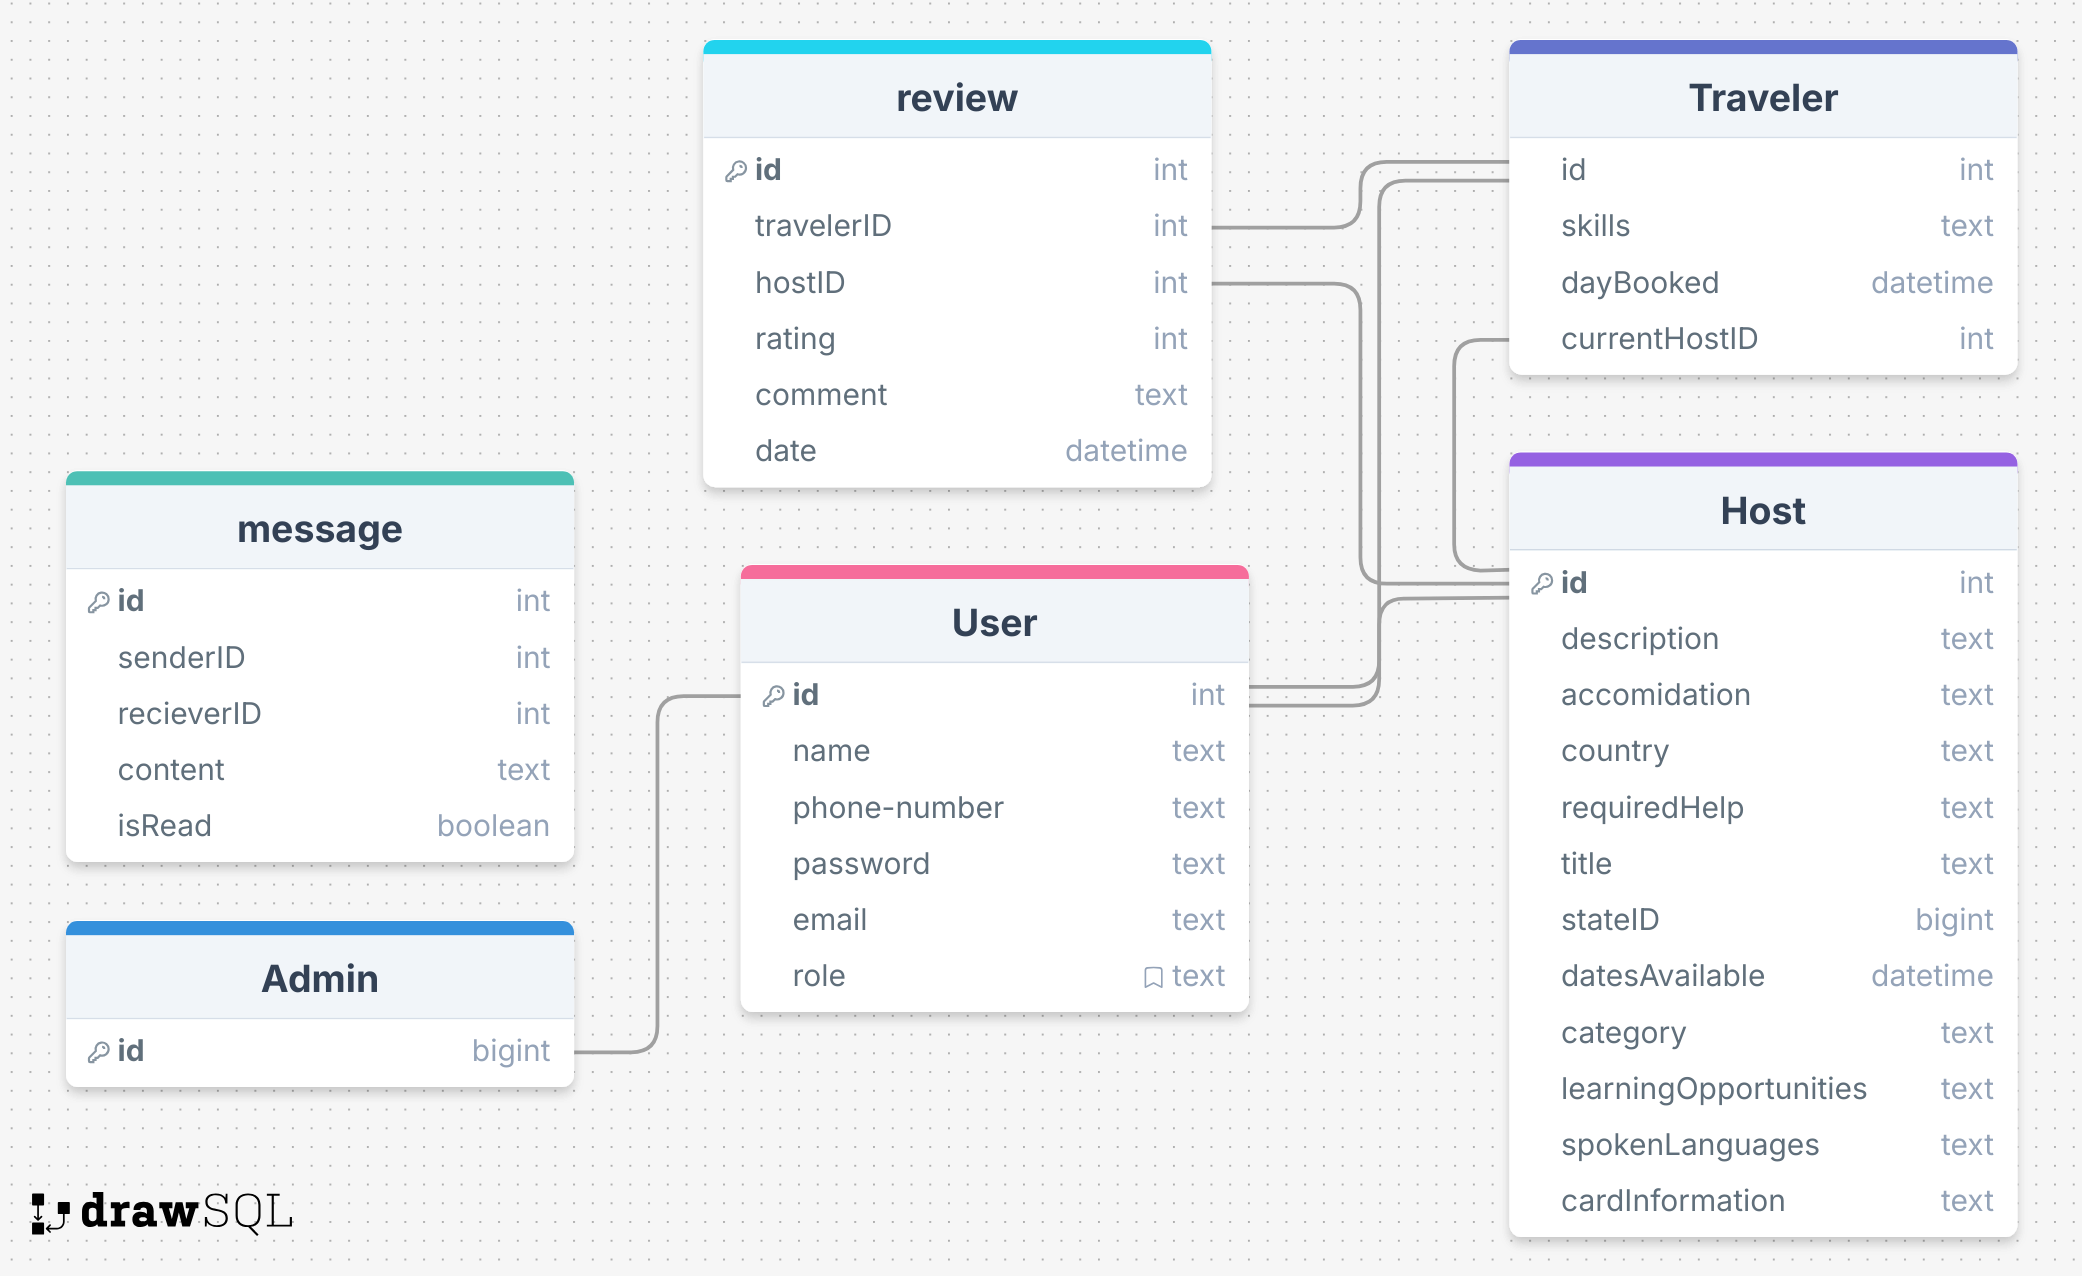 review
id int
travelerID int
hostID int
rating int
comment text
date datetime
Traveler
id int
skills text
dayBooked datetime
currentHostID int
message
id int
senderID int
recieverID int
content text
isRead boolean
User
id int
name text
phone-number text
password text
email text
role text
Host
id int
description text
accomidation text
country text
requiredHelp text
title text
stateID bigint
datesAvailable datetime
category text
learningOpportunities text
spokenLanguages text
cardInformation text
Admin
id bigint
drawSQL